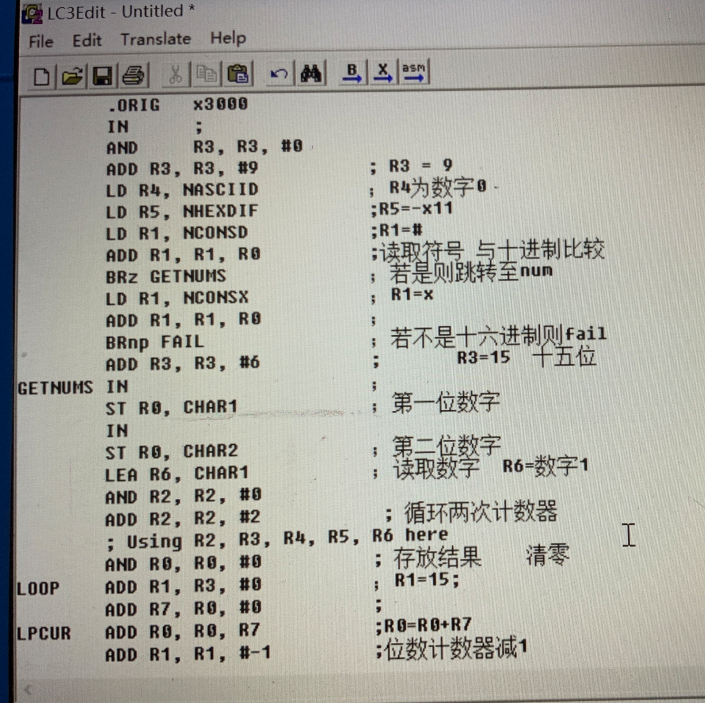 LC3Edit - Untitled *
File Edit Translate Help
B X asm
.ORIG x3000
IN ;
AND R3, R3, #0
ADD R3, R3, #9 ; R3 = 9
LD R4, NASCIID ; R4为数字0
LD R5, NHEXDIF ;R5=-x11
LD R1, NCONSD ;R1=#
ADD R1, R1, R0 ;读取符号 与十进制比较
BRz GETNUMS ; 若是则跳转至num
LD R1, NCONSX ; R1=x
ADD R1, R1, R0 ;
BRnp FAIL ; 若不是十六进制则fail
ADD R3, R3, #6 ; R3=15 十五位
GETNUMS IN ;
ST R0, CHAR1 ; 第一位数字
IN
ST R0, CHAR2 ; 第二位数字
LEA R6, CHAR1 ; 读取数字 R6=数字1
AND R2, R2, #0
ADD R2, R2, #2 ; 循环两次计数器
; Using R2, R3, R4, R5, R6 here
AND R0, R0, #0 ; 存放结果 清零
LOOP ADD R1, R3, #0 ; R1=15;
ADD R7, R0, #0 ;
LPCUR ADD R0, R0, R7 ;R0=R0+R7
ADD R1, R1, #-1 ;位数计数器减1